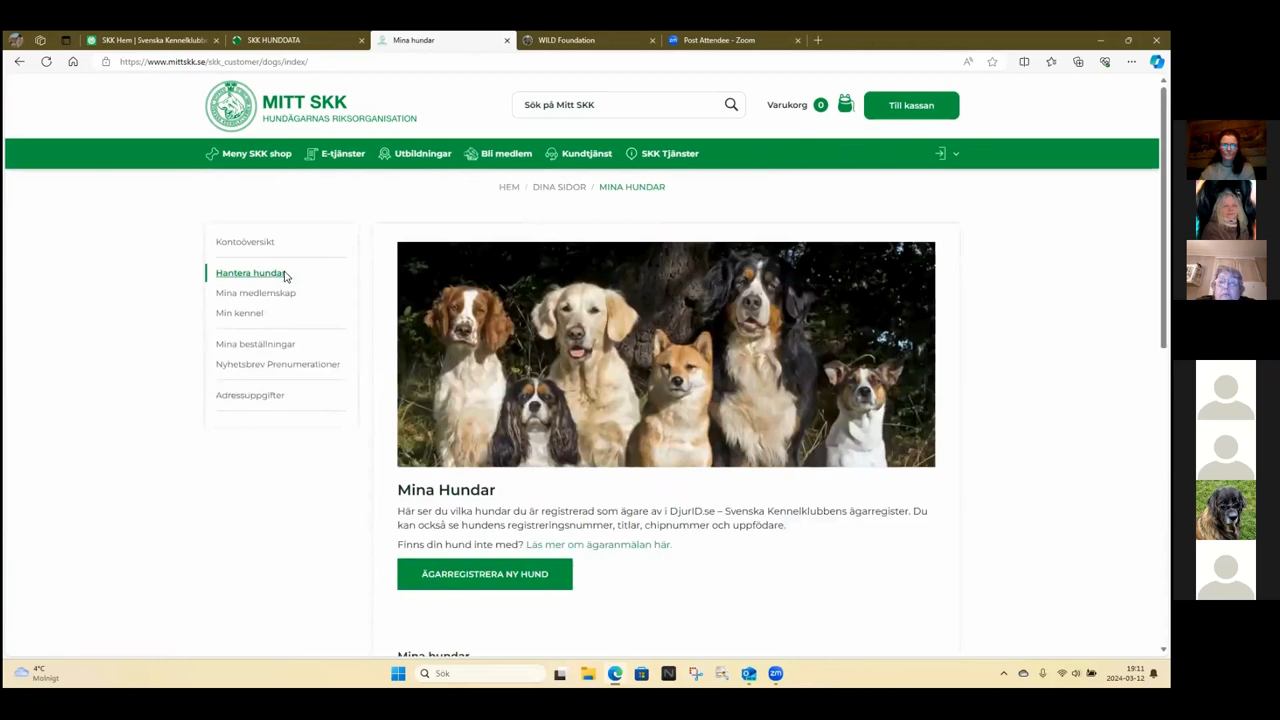 SKK Hem | Svenska Kennelklubb
SKK HUNDDATA
Mina hundar
WILD Foundation
Post Attendee - Zoom
https://www.mittskk.se/skk_customer/dogs/index/
MITT SKK
HUNDÄGARNAS RIKSORGANISATION
Sök på Mitt SKK
Varukorg 0
Till kassan
Meny SKK shop
E-tjänster
Utbildningar
Bli medlem
Kundtjänst
SKK Tjänster
HEM / DINA SIDOR / MINA HUNDAR
Kontoöversikt
Hantera hundar
Mina medlemskap
Min kennel
Mina beställningar
Nyhetsbrev Prenumerationer
Adressuppgifter
Mina Hundar
Här ser du vilka hundar du är registrerad som ägare av i DjurID.se – Svenska Kennelklubbens ägarregister. Du
kan också se hundens registreringsnummer, titlar, chipnummer och uppfödare.
Finns din hund inte med? Läs mer om ägaranmälan här.
ÄGARREGISTRERA NY HUND
Mina hundar
4°C
Molnigt
Sök
zm
19:11
2024-03-12